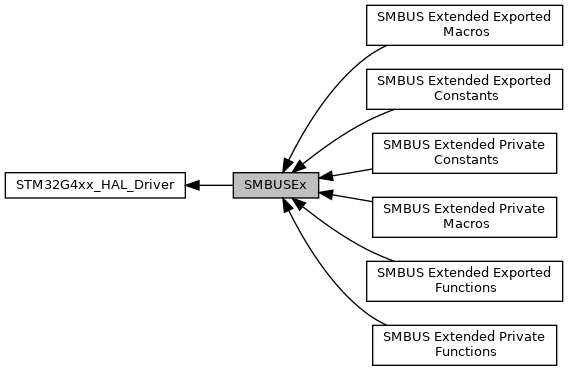 SMBUS Extended Exported
Macros
SMBUS Extended Exported
Constants
SMBUS Extended Private
Constants
STM32G4xx_HAL_Driver
SMBUSEx
SMBUS Extended Private
Macros
SMBUS Extended Exported
Functions
SMBUS Extended Private
Functions